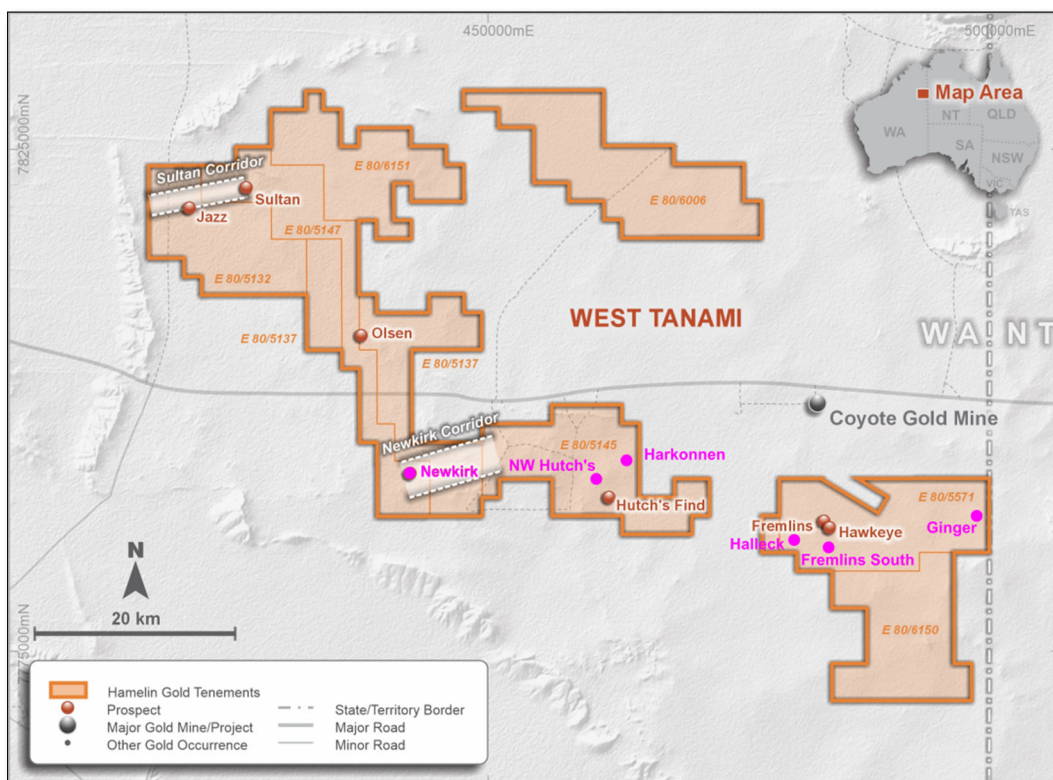 450000mE
500000mE
7825000mN
Map Area
WA
NT
QLD
SA
NSW
VIC
TAS
Sultan Corridor
E 80/6151
Sultan
Jazz
E 80/5147
E 80/6006
E 80/5132
WEST TANAMI
Olsen
E 80/5137
E 80/5137
WA
NT
Coyote Gold Mine
Newkirk Corridor
E 80/5145
Harkonnen
Newkirk
NW Hutch's
Hutch's Find
E 80/5571
Fremlins
Hawkeye
Ginger
Halleck
Fremlins South
N
20 km
E 80/6150
7775000mN
Hamelin Gold Tenements
Prospect
State/Territory Border
Major Gold Mine/Project
Major Road
Other Gold Occurrence
Minor Road